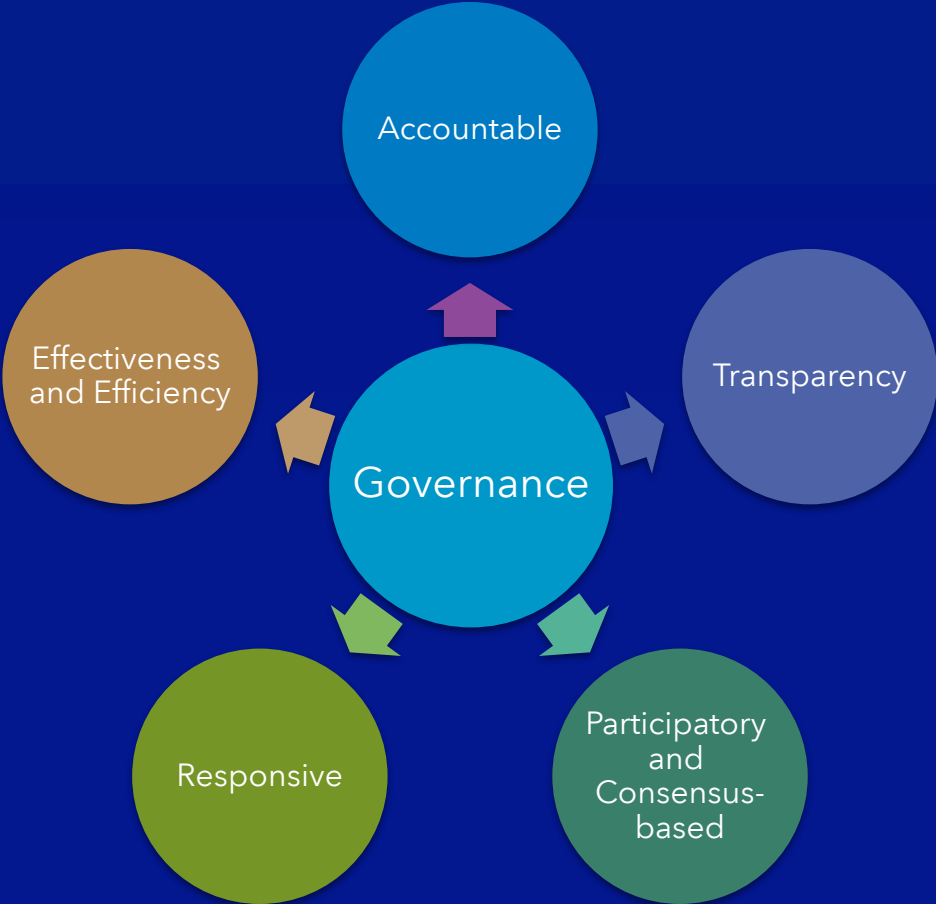 Accountable
Effectiveness
and Efficiency
Transparency
Governance
Responsive
Participatory
and
Consensus-
based